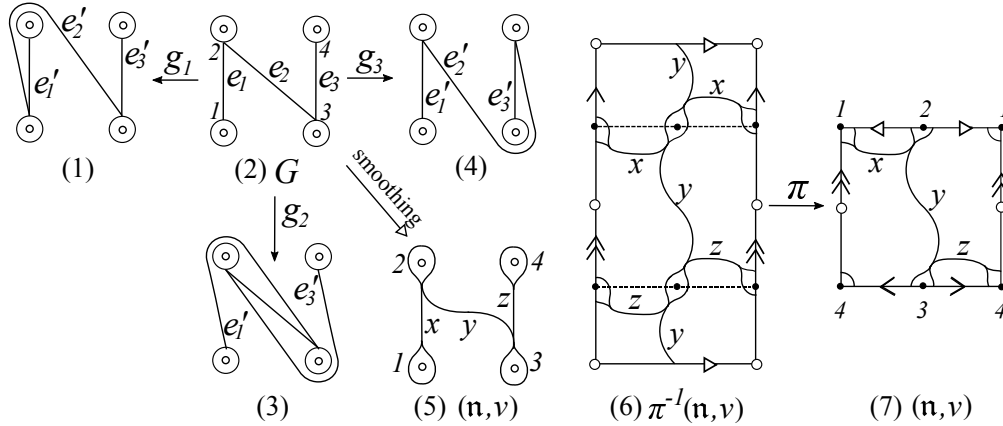 e₂′ e₁′ e₃′
(1)
g₁
2 4 e₁ e₂ e₃ 1 3
(2) G
g₃
e₂′ e₁′ e₃′
(4)
g₂
smoothing
e₁′ e₃′
(3)
2 4 x y z 1 3
(5) (𝔫,ν)
y x
x
y
z
z
y
(6) π⁻¹(𝔫,ν)
π
1 2 1
x
y
z
4 3 4
(7) (𝔫,ν)